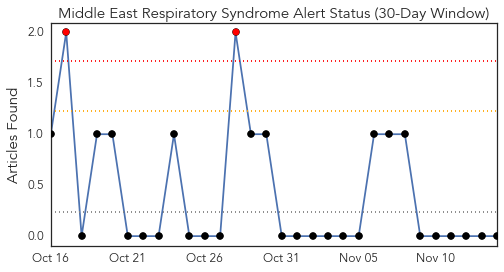 Middle East Respiratory Syndrome Alert Status (30-Day Window)
Articles Found
2.0
1.5
1.0
0.5
0.0
Oct 16
Oct 21
Oct 26
Oct 31
Nov 05
Nov 10